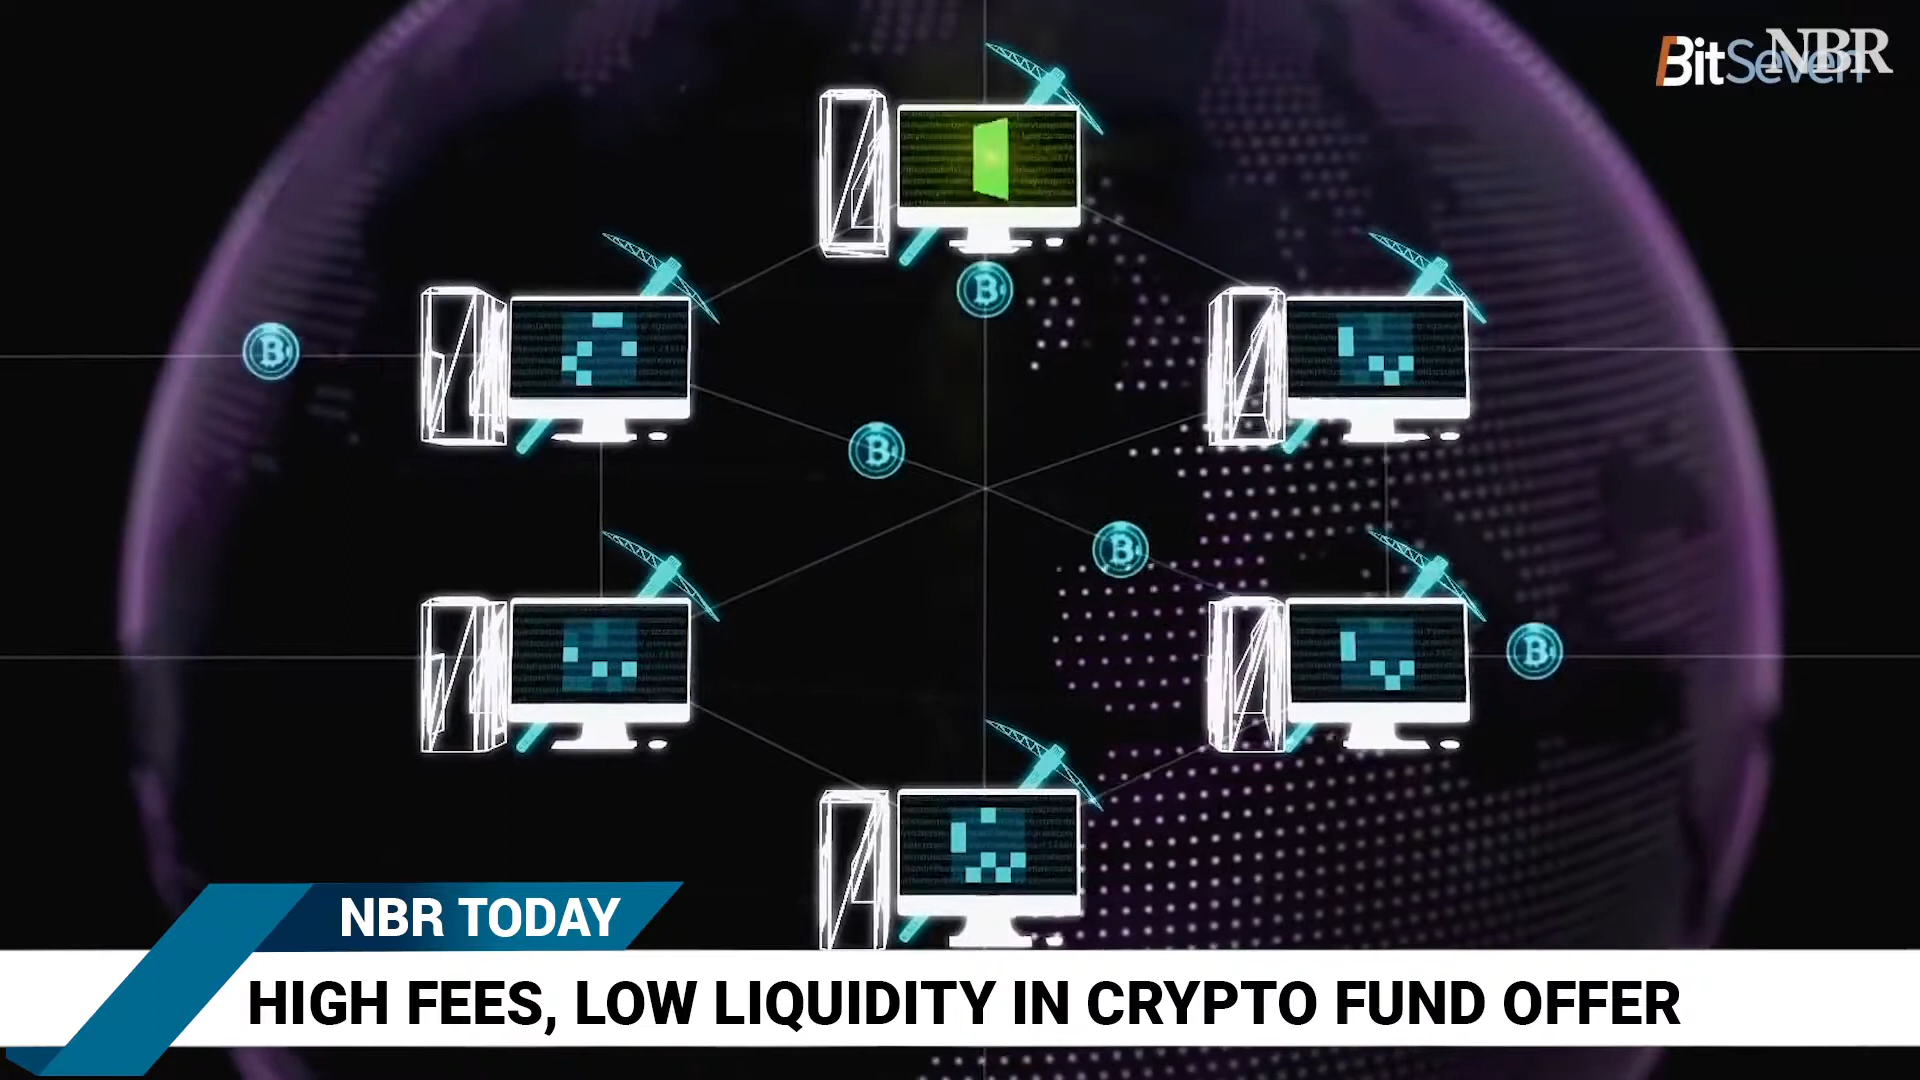 BitSeven
NBR
NBR TODAY
HIGH FEES, LOW LIQUIDITY IN CRYPTO FUND OFFER